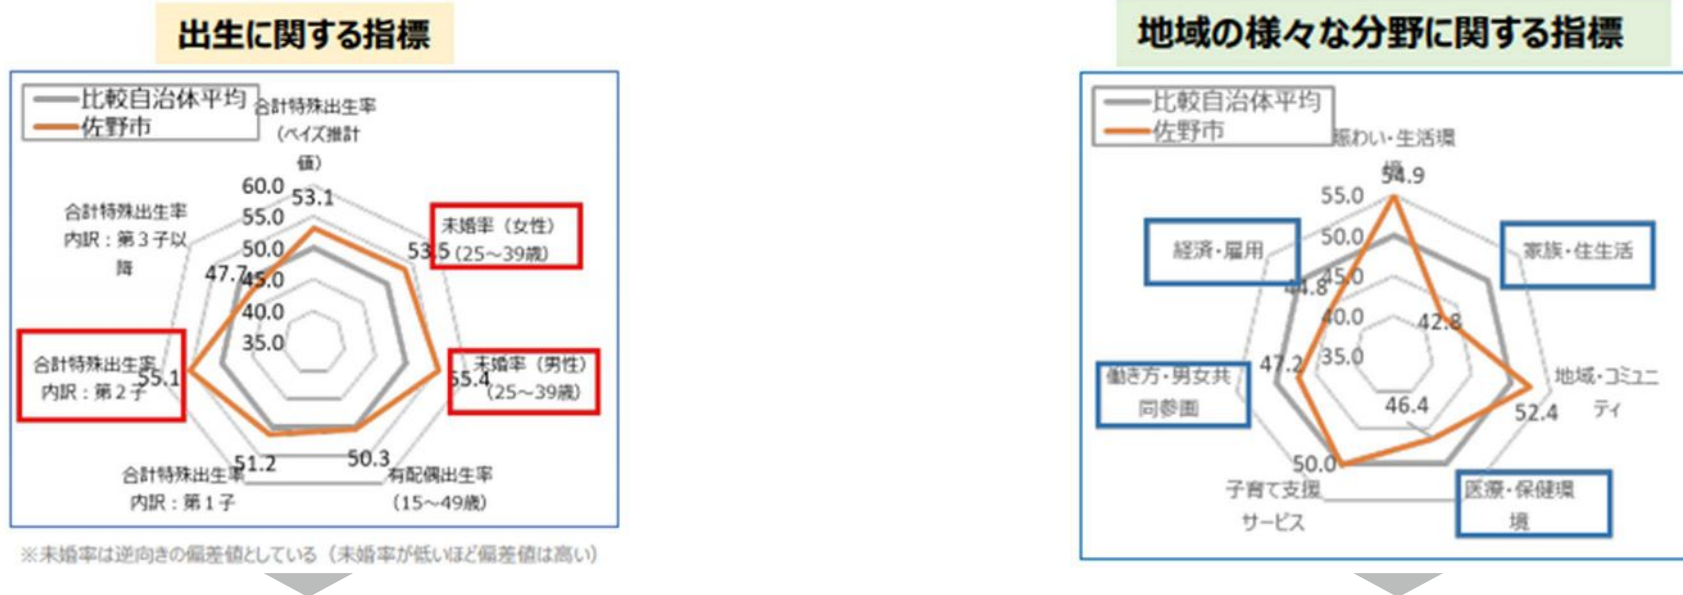 出生に関する指標
比較自治体平均
佐野市
合計特殊出生率
（ベイズ推計
値）
60.0
53.1
55.0
50.0
45.0
40.0
35.0
未婚率（女性）
（25～39歳）
53.5
未婚率（男性）
（25～39歳）
55.4
有配偶出生率
（15～49歳）
50.3
合計特殊出生率
内訳：第１子
51.2
合計特殊出生率
内訳：第２子
55.1
合計特殊出生率
内訳：第３子以
降
47.7
※未婚率は逆向きの偏差値としている（未婚率が低いほど偏差値は高い）
地域の様々な分野に関する指標
比較自治体平均
佐野市
賑わい・生活環
境
54.9
55.0
50.0
45.0
40.0
35.0
家族・住生活
42.8
地域・コミュニ
ティ
52.4
医療・保健環
境
46.4
子育て支援
サービス
50.0
働き方・男女共
同参画
47.2
経済・雇用
44.8